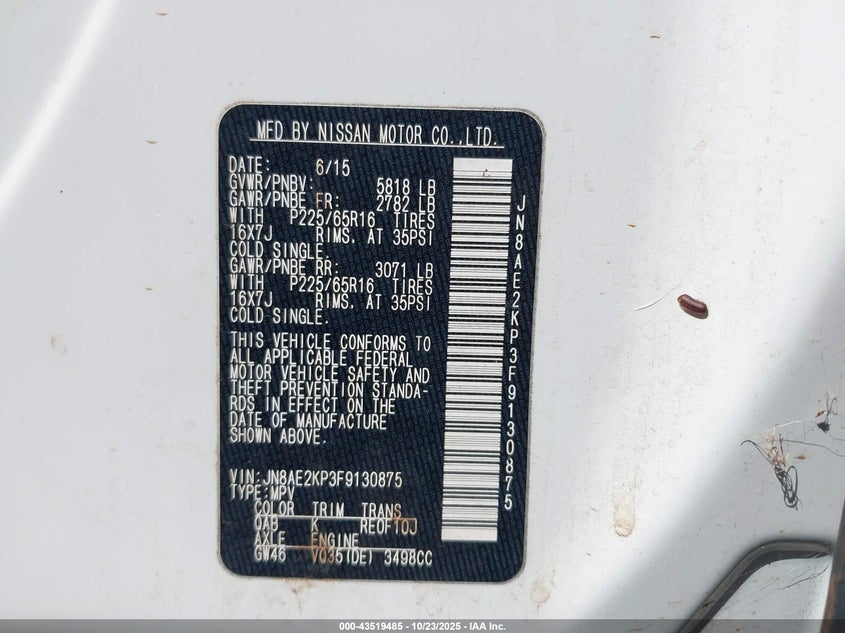 MFD BY NISSAN MOTOR CO.,LTD.
DATE: 6/15
GVWR/PNBV: 5818 LB
GAWR/PNBE FR: 2782 LB
WITH P225/65R16 TIRES
16X7J RIMS. AT 35PSI
COLD SINGLE.
GAWR/PNBE RR: 3071 LB
WITH P225/65R16 TIRES
16X7J RIMS. AT 35PSI
COLD SINGLE.
THIS VEHICLE CONFORMS TO
ALL APPLICABLE FEDERAL
MOTOR VEHICLE SAFETY AND
THEFT PREVENTION STANDA-
RDS IN EFFECT ON THE
DATE OF MANUFACTURE
SHOWN ABOVE.
VIN:JN8AE2KP3F9130875
TYPE:MPV
COLOR TRIM TRANS
QAB K RE0F10J
AXLE ENGINE
GW46 VQ35(DE) 3498CC
JN8AE2KP3F9130875
000-43519485 - 10/23/2025 - IAA Inc.